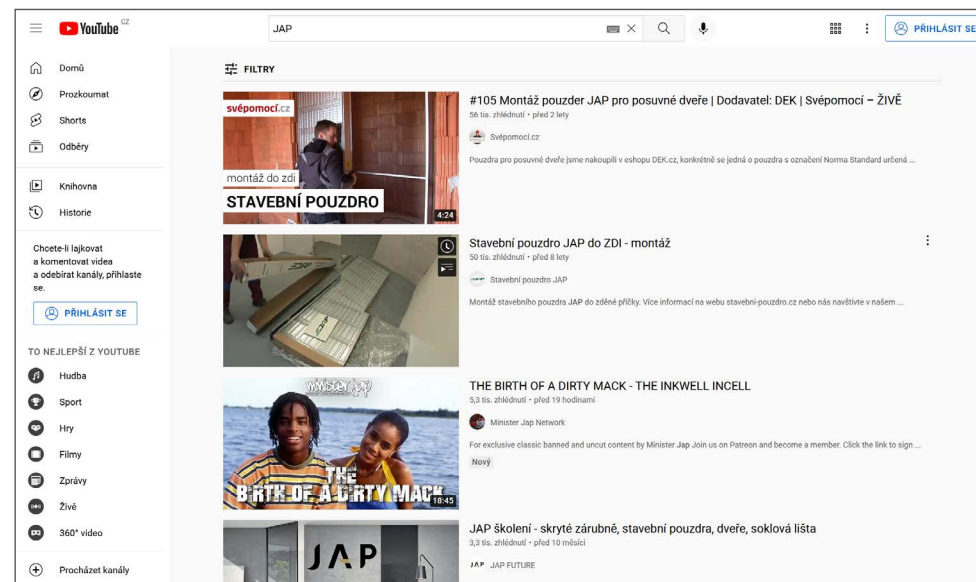 YouTube CZ
JAP
PŘIHLÁSIT SE
Domů
Prozkoumat
Shorts
Odběry
Knihovna
Historie
Chcete-li lajkovat
a komentovat videa
a odebírat kanály, přihlaste
se.
PŘIHLÁSIT SE
TO NEJLEPŠÍ Z YOUTUBE
Hudba
Sport
Hry
Filmy
Zprávy
Živě
360° video
Procházet kanály
FILTRY
svépomocí.cz
montáž do zdi
STAVEBNÍ POUZDRO
4:24
#105 Montáž pouzder JAP pro posuvné dveře | Dodavatel: DEK | Svépomocí – ŽIVĚ
56 tis. zhlédnutí • před 2 lety
Svépomocí.cz
Pouzdra pro posuvné dveře jsme nakoupili v eshopu DEK.cz, konkrétně se jedná o pouzdra s označení Norma Standard určená ...
JAP
Stavební pouzdro JAP do ZDI - montáž
50 tis. zhlédnutí • před 8 lety
Stavební pouzdro JAP
Montáž stavebního pouzdra JAP do zděné příčky. Více informací na webu stavebni-pouzdro.cz nebo nás navštivte v našem ...
minister jap
THE
BIRTH OF A DIRTY MACK
18:45
THE BIRTH OF A DIRTY MACK - THE INKWELL INCELL
5,3 tis. zhlédnutí • před 19 hodinami
Minister Jap Network
For exclusive classic banned and uncut content by Minister Jap Join us on Patreon and become a member. Click the link to sign ...
Nový
JAP
JAP školení - skryté zárubně, stavební pouzdra, dveře, soklová lišta
3,3 tis. zhlédnutí • před 10 měsíci
JAP JAP FUTURE